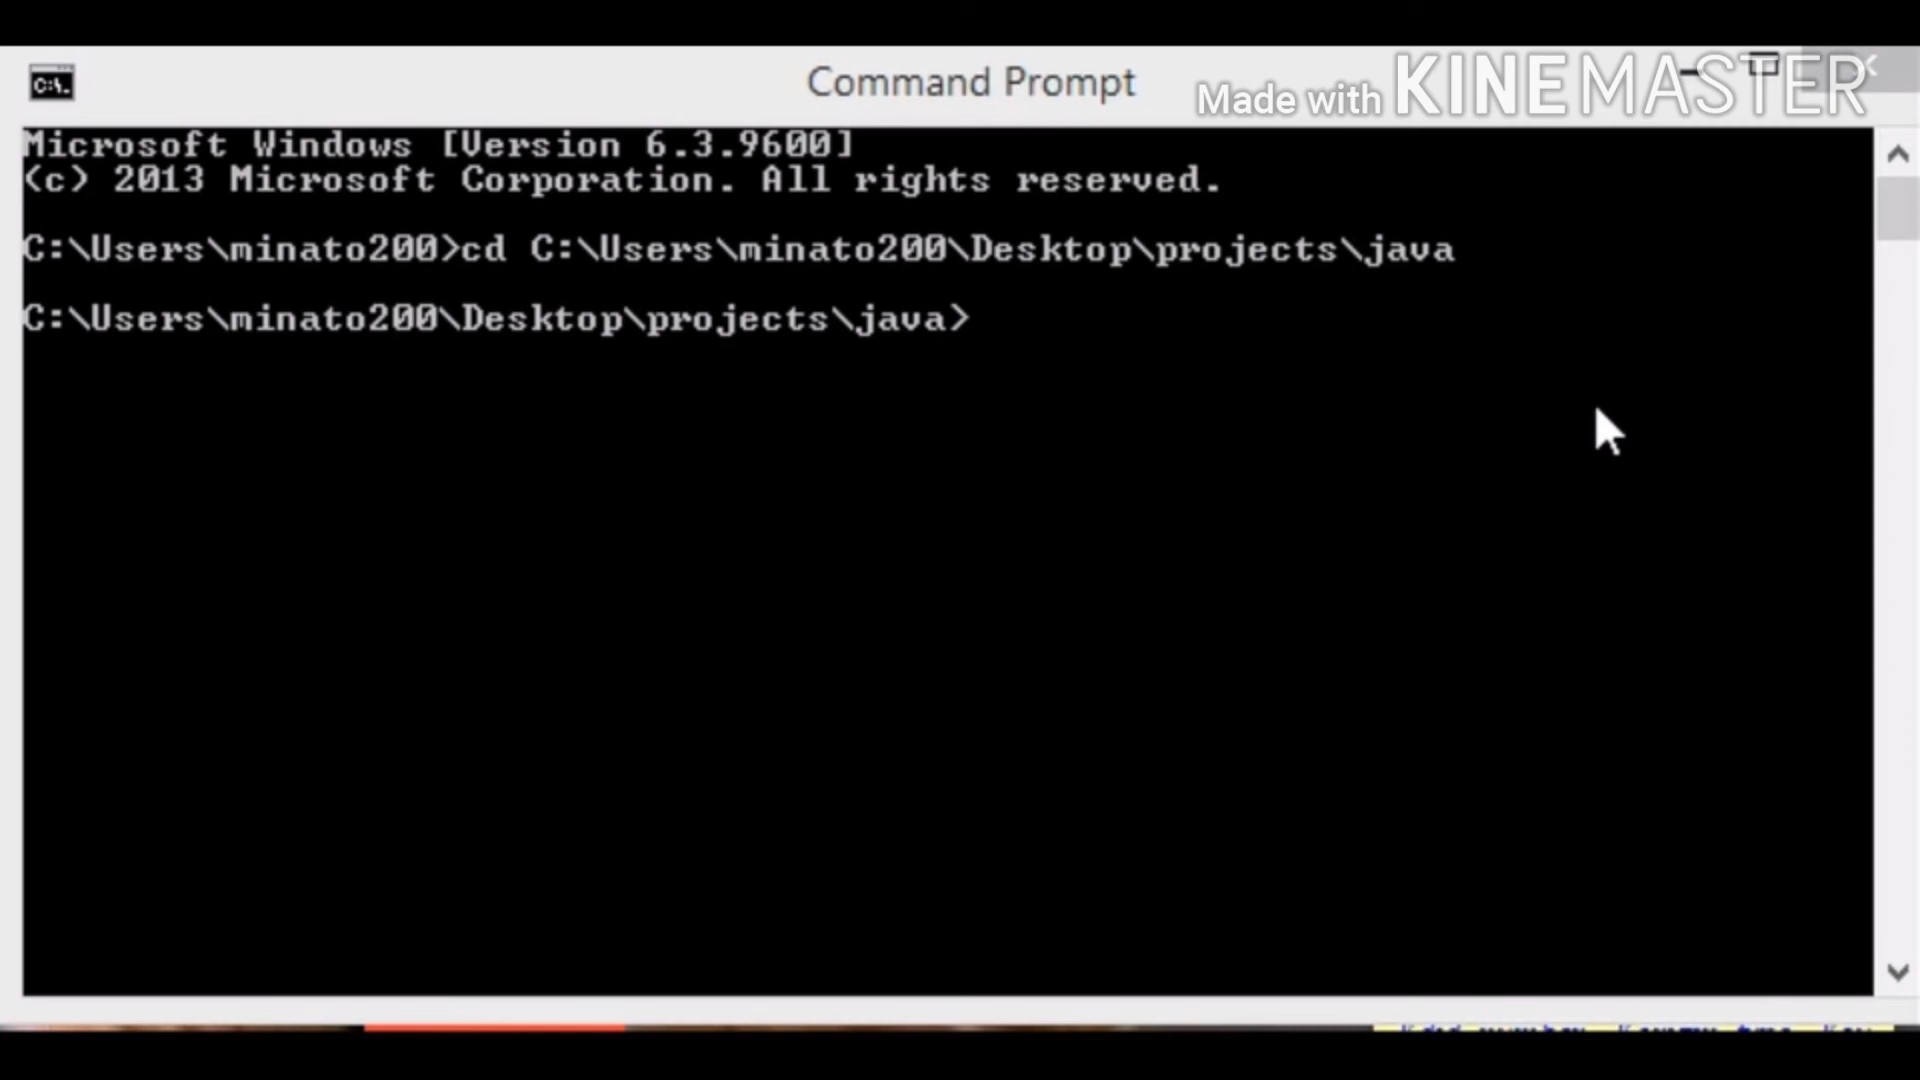 C:\.
Command Prompt
Made with KINEMASTER
Microsoft Windows [Version 6.3.9600]
(c) 2013 Microsoft Corporation. All rights reserved.
C:\Users\minato200>cd C:\Users\minato200\Desktop\projects\java
C:\Users\minato200\Desktop\projects\java>